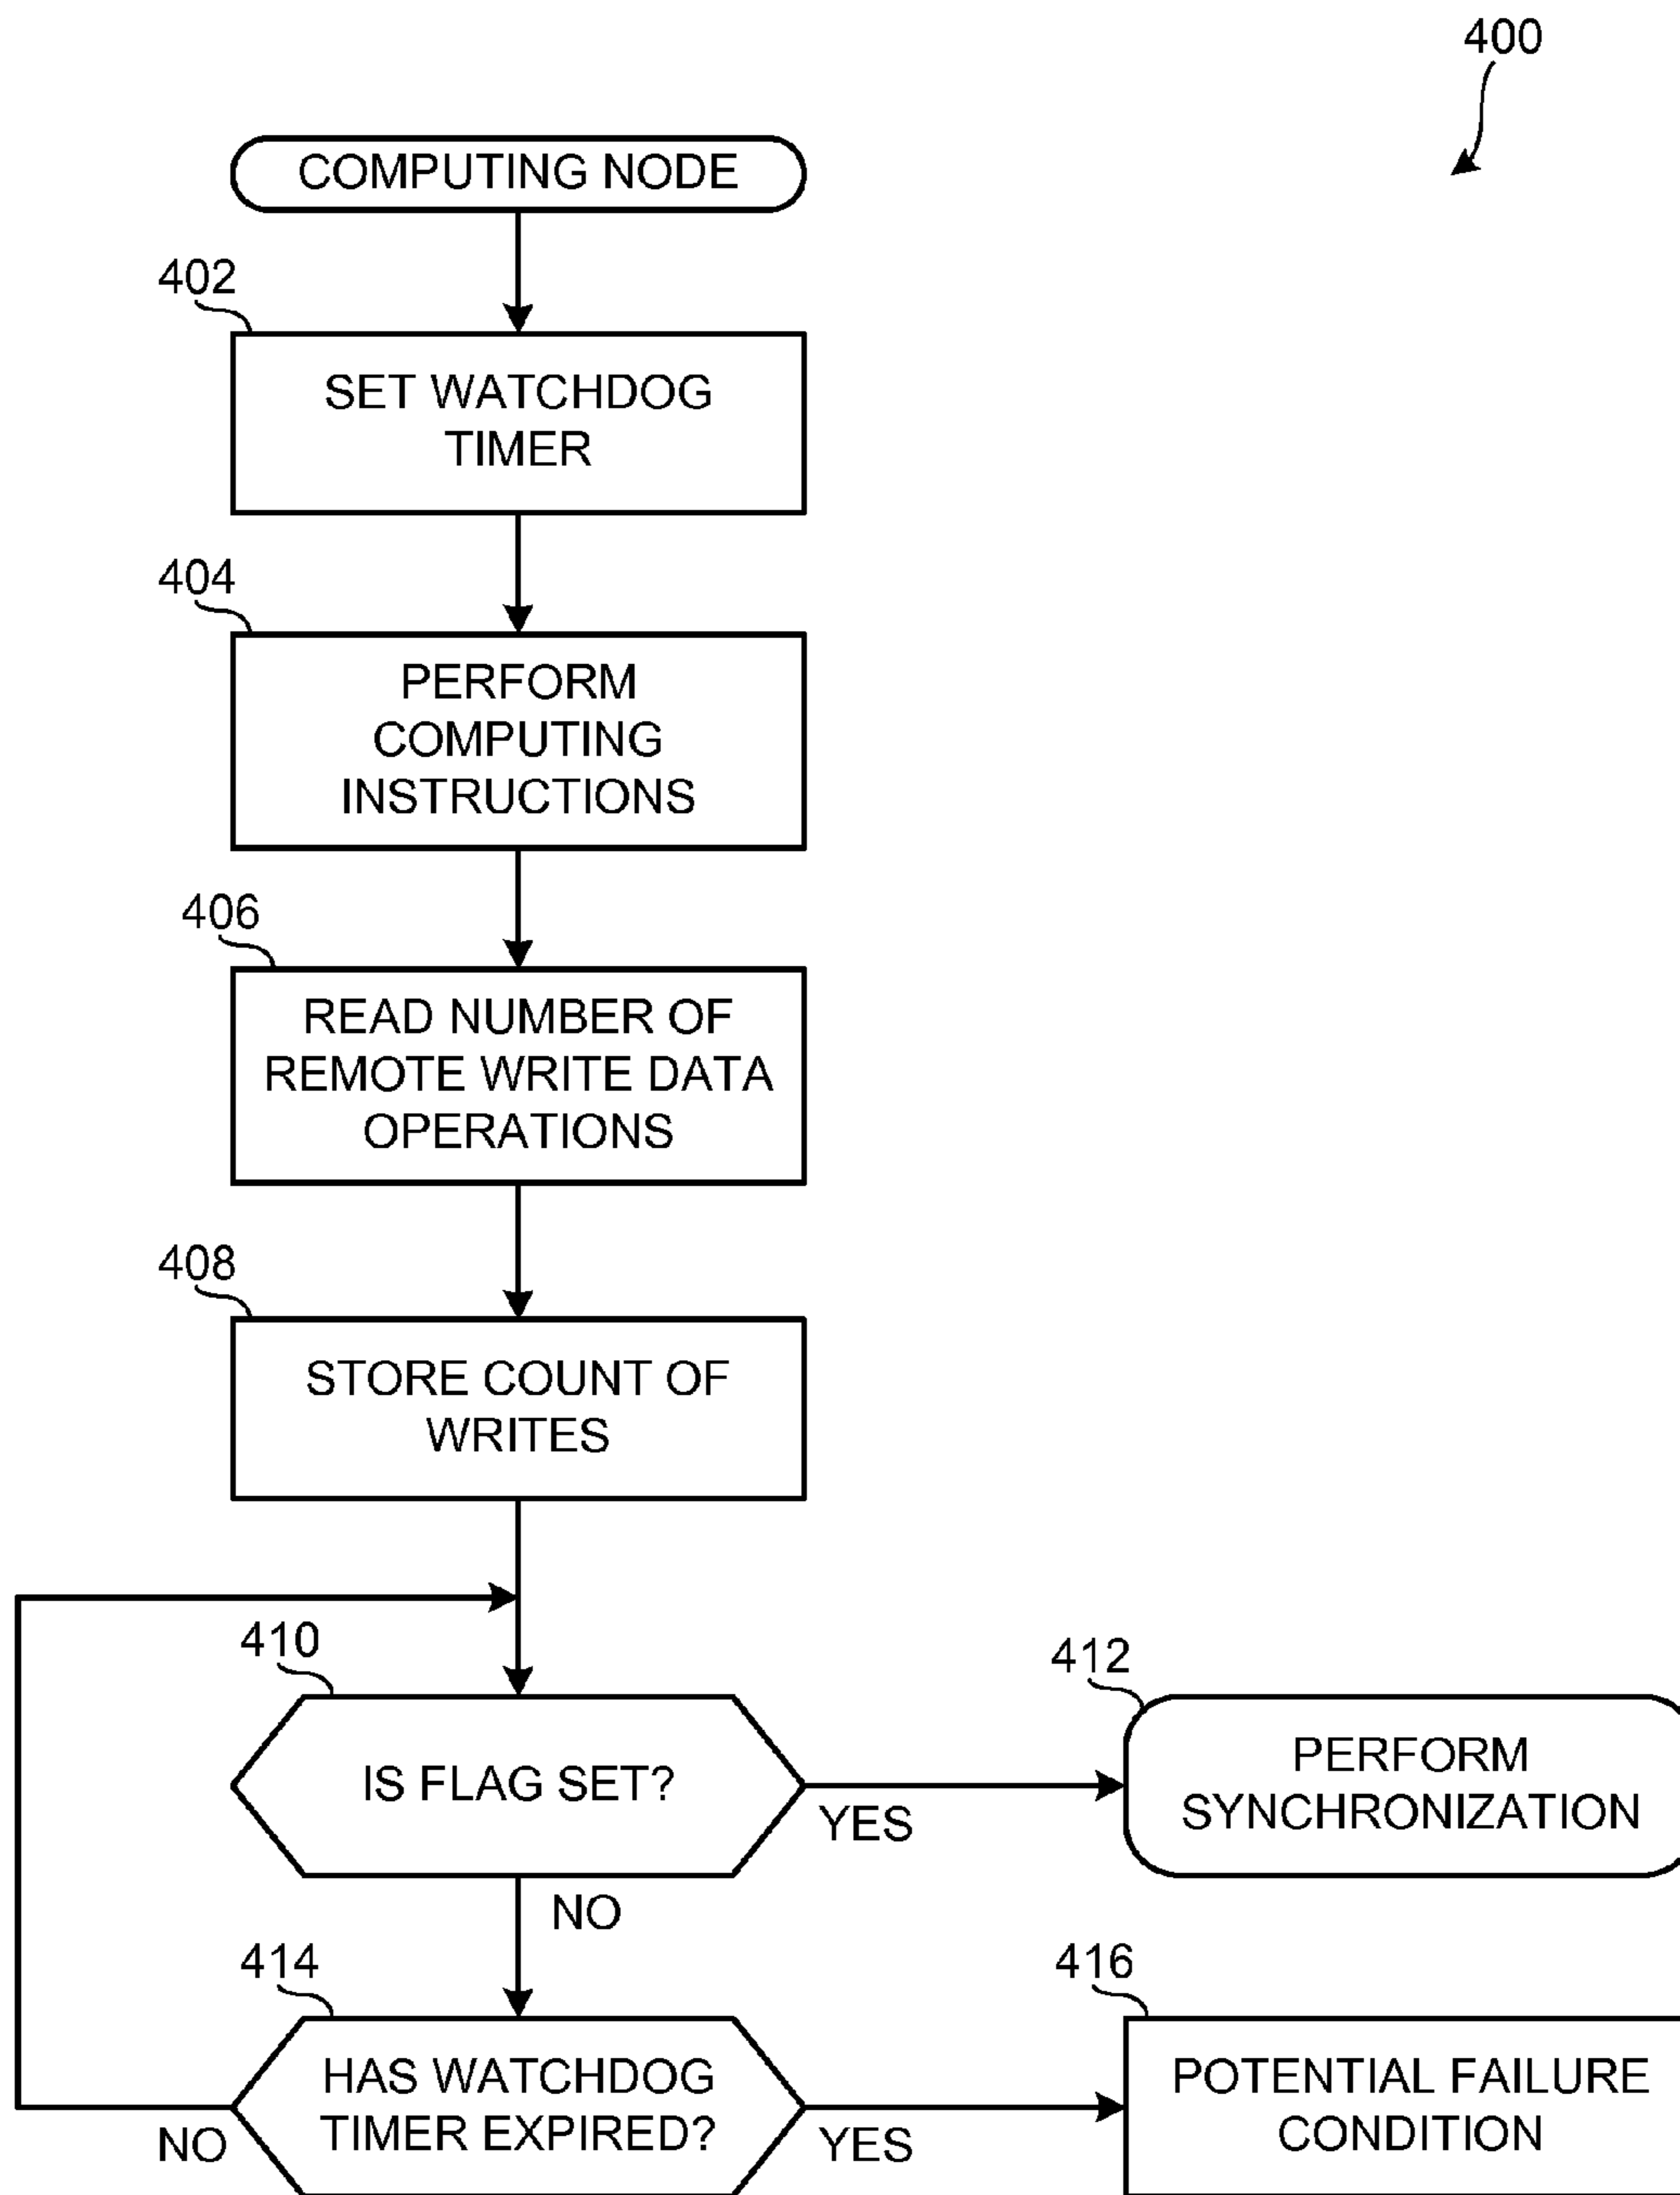 400
COMPUTING NODE
402
SET WATCHDOG
TIMER
404
PERFORM
COMPUTING
INSTRUCTIONS
406
READ NUMBER OF
REMOTE WRITE DATA
OPERATIONS
408
STORE COUNT OF
WRITES
410
IS FLAG SET?
YES
NO
412
PERFORM
SYNCHRONIZATION
414
HAS WATCHDOG
TIMER EXPIRED?
NO
YES
416
POTENTIAL FAILURE
CONDITION